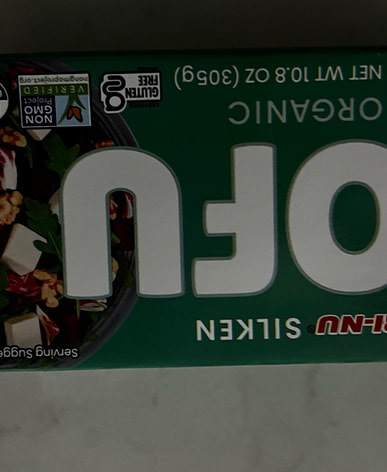 Serving Sugge
RI-NU SILKEN
OFU
ORGANIC
NET WT 10.8 OZ (305g)
GLUTEN
FREE
NON
GMO
Project
VERIFIED
nongmoproject.org